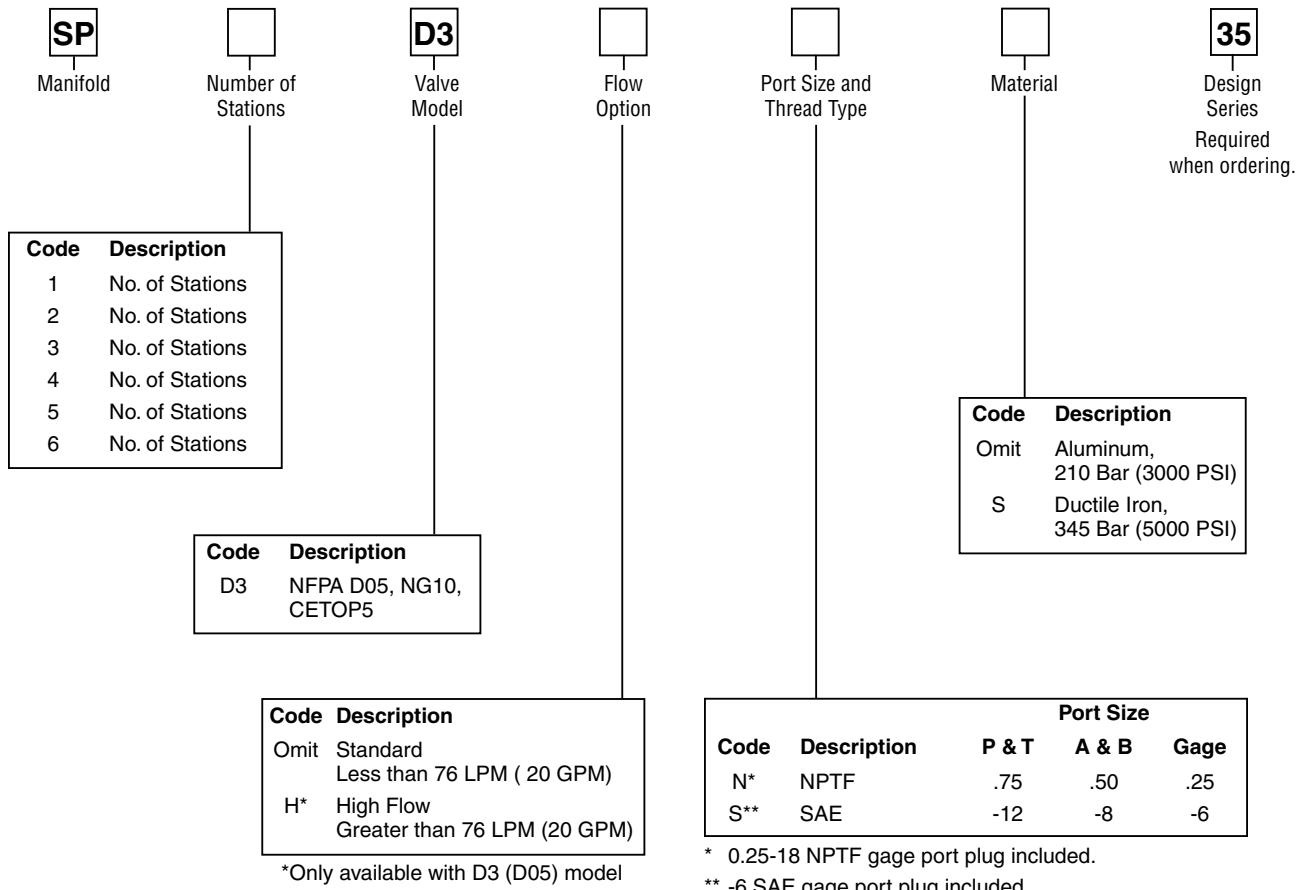 SP
D3
35
Manifold
Number of
Stations
Valve
Model
Flow
Option
Port Size and
Thread Type
Material
Design
Series
Required
when ordering.
Code Description
1 No. of Stations
2 No. of Stations
3 No. of Stations
4 No. of Stations
5 No. of Stations
6 No. of Stations
Code Description
Omit Aluminum,
210 Bar (3000 PSI)
S Ductile Iron,
345 Bar (5000 PSI)
Code Description
D3 NFPA D05, NG10,
CETOP5
Code Description
Omit Standard
Less than 76 LPM ( 20 GPM)
H* High Flow
Greater than 76 LPM (20 GPM)
*Only available with D3 (D05) model
Port Size
Code Description P & T A & B Gage
N* NPTF .75 .50 .25
S** SAE -12 -8 -6
* 0.25-18 NPTF gage port plug included.
** -6 SAE gage port plug included